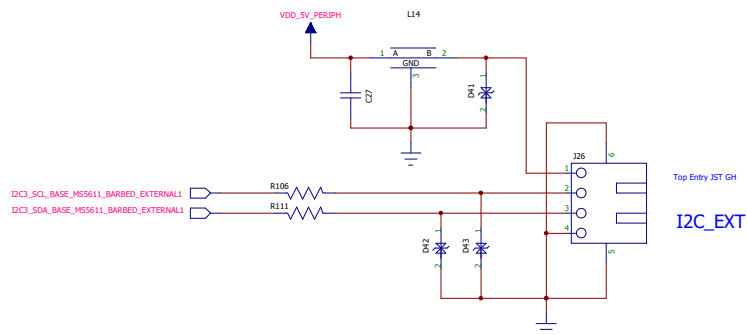 VDD_5V_PERIPH
L14
1 A B 2
GND
3
C27
D41
1
2
J26
6
1
2
3
4
5
Top Entry JST GH
I2C_EXT
I2C3_SCL_BASE_MS5611_BARBED_EXTERNAL1
R106
I2C3_SDA_BASE_MS5611_BARBED_EXTERNAL1
R111
D42
1
2
D43
1
2